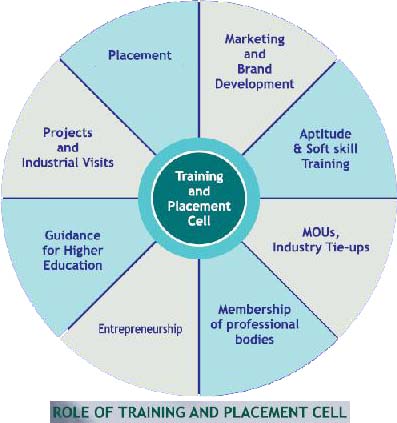 Placement
Marketing
and
Brand
Development
Aptitude
& Soft skill
Training
MOUs,
Industry Tie-ups
Membership
of professional
bodies
Entrepreneurship
Guidance
for Higher
Education
Projects
and
Industrial Visits
Training
and
Placement
Cell
ROLE OF TRAINING AND PLACEMENT CELL